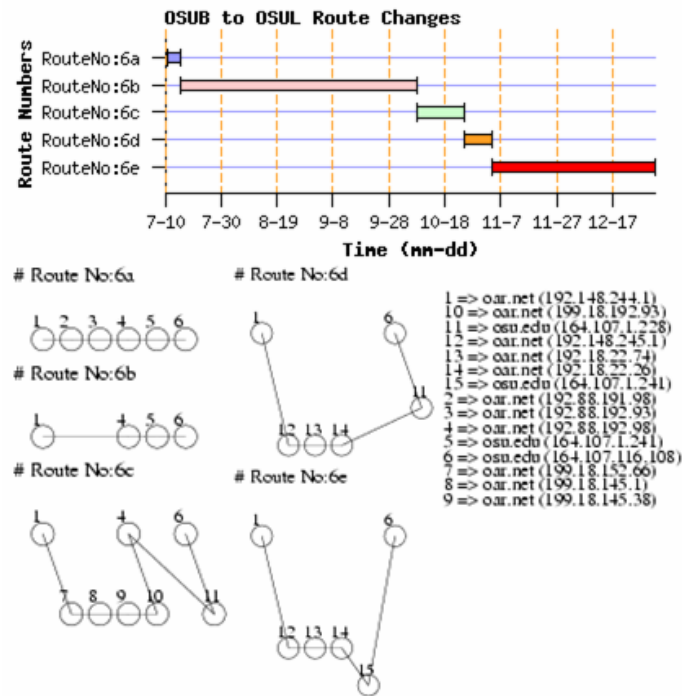 OSUB to OSUL Route Changes
Route Numbers
RouteNo:6a
RouteNo:6b
RouteNo:6c
RouteNo:6d
RouteNo:6e
7-10 7-30 8-19 9-8 9-28 10-18 11-7 11-27 12-17
Time (mm-dd)
# Route No:6a
1 2 3 4 5 6
# Route No:6b
1 4 5 6
# Route No:6c
1 4 6
7 8 9 10 11
# Route No:6d
1 6
11
12 13 14
# Route No:6e
1 6
12 13 14
15
1 => oar.net (192.148.244.1)
10 => oar.net (199.18.192.93)
11 => osu.edu (164.107.1.228)
12 => oar.net (192.148.245.1)
13 => oar.net (192.18.22.74)
14 => oar.net (192.18.22.26)
15 => osu.edu (164.107.1.241)
2 => oar.net (192.88.191.98)
3 => oar.net (192.88.192.93)
4 => oar.net (192.88.192.98)
5 => osu.edu (164.107.1.241)
6 => osu.edu (164.107.116.108)
7 => oar.net (199.18.152.66)
8 => oar.net (199.18.145.1)
9 => oar.net (199.18.145.38)